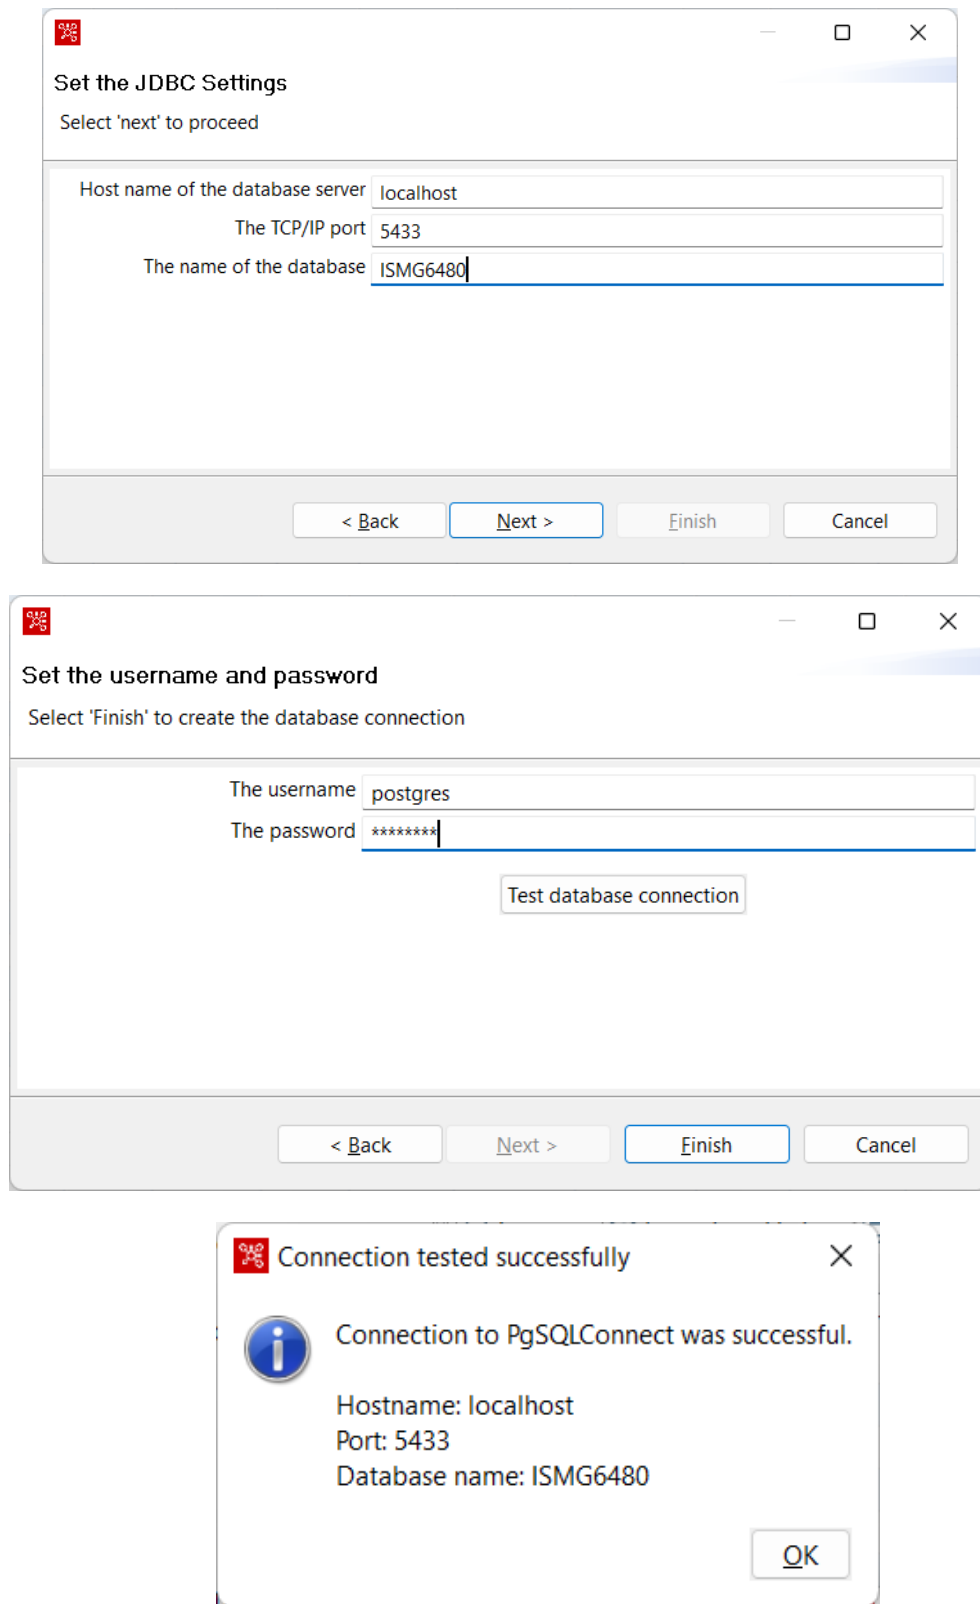 Set the JDBC Settings
Select 'next' to proceed
Host name of the database server localhost
The TCP/IP port 5433
The name of the database ISMG6480
< Back Next > Finish Cancel
Set the username and password
Select 'Finish' to create the database connection
The username postgres
The password ********
Test database connection
< Back Next > Finish Cancel
Connection tested successfully
Connection to PgSQLConnect was successful.
Hostname: localhost
Port: 5433
Database name: ISMG6480
OK